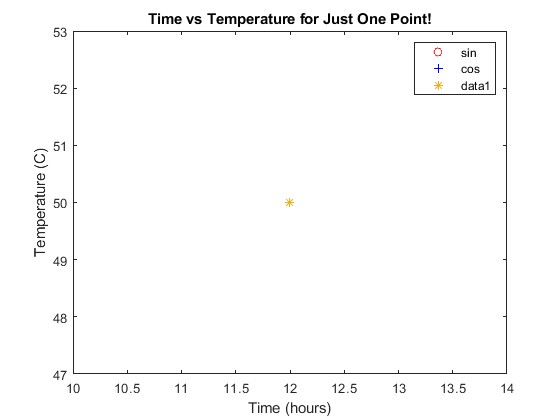 Time vs Temperature for Just One Point!
53
52
51
50
49
48
47
Temperature (C)
sin
cos
data1
10 10.5 11 11.5 12 12.5 13 13.5 14
Time (hours)